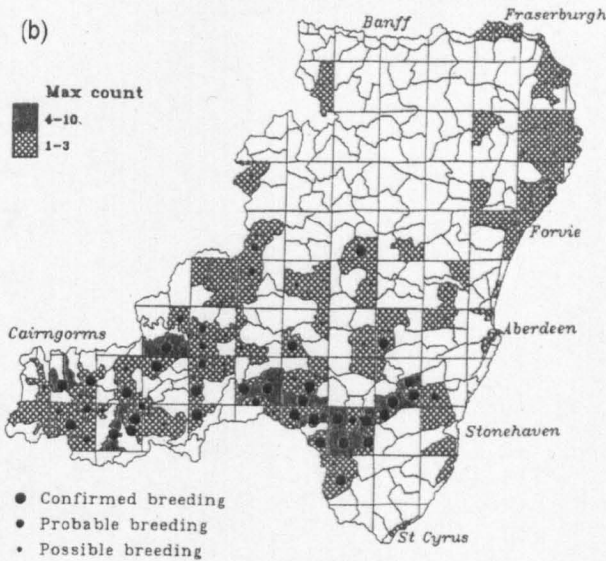 (b)
Banff
Fraserburgh
Max count
4-10.
1-3
Forvie
Cairngorms
Aberdeen
Stonehaven
Confirmed breeding
Probable breeding
Possible breeding
St Cyrus